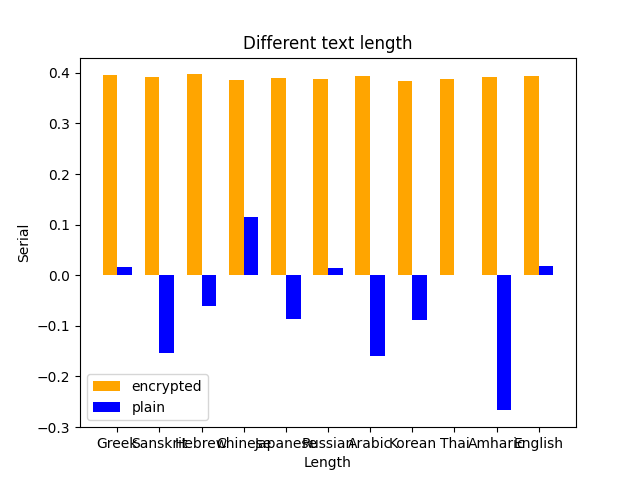 Different text length
0.4
0.3
0.2
0.1
0.0
−0.1
−0.2
−0.3
Serial
encrypted
plain
Greek Sanskrit Hebrew Chinese Japanese Russian Arabic Korean Thai Amharic English
Length